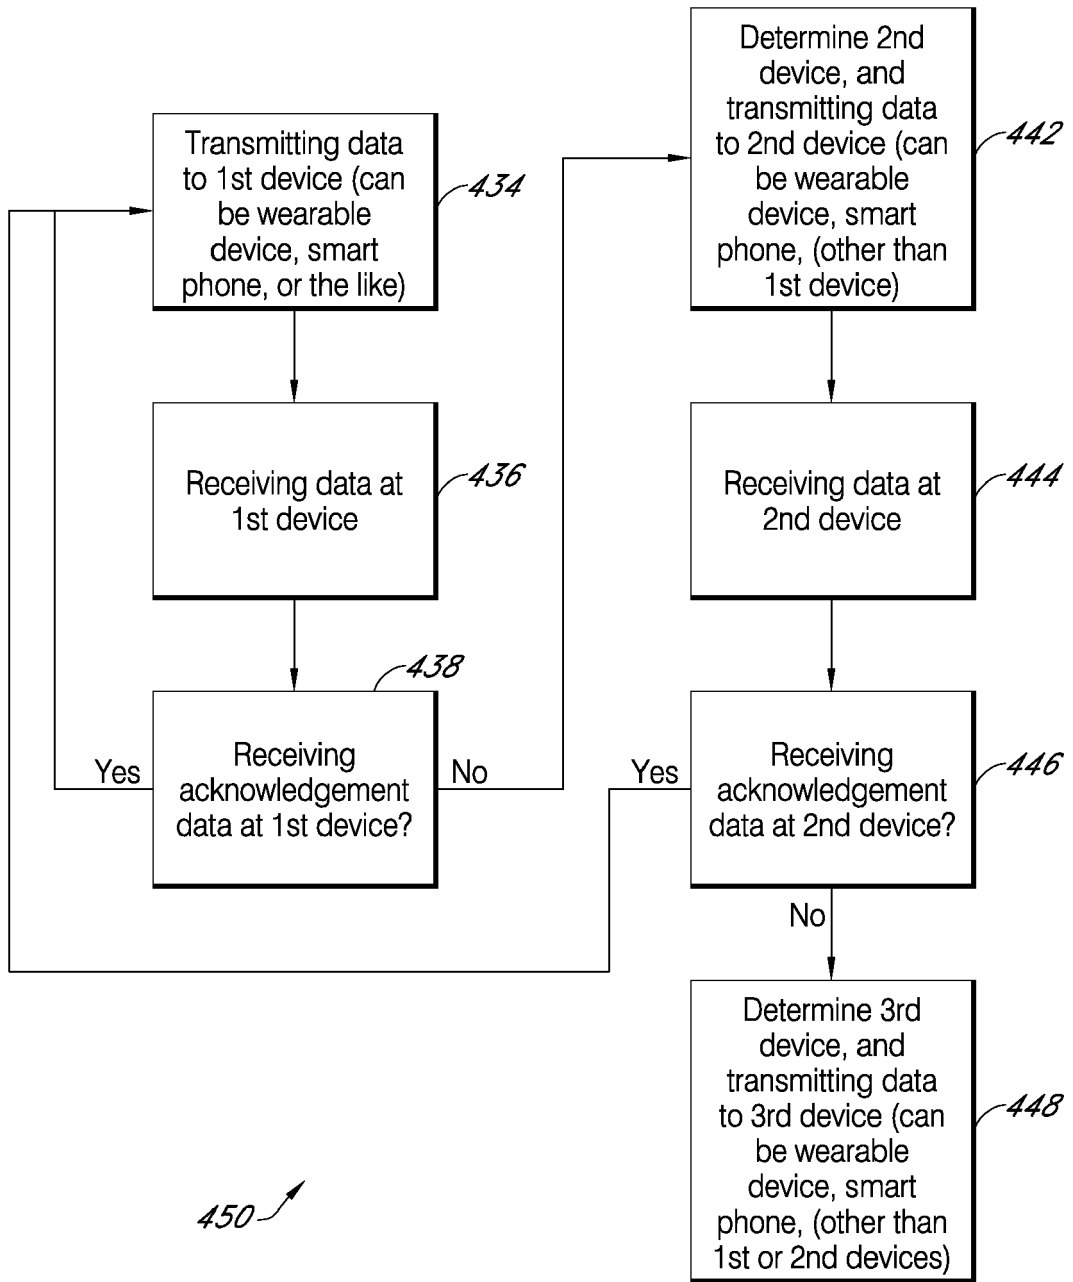 Transmitting data
to 1st device (can
be wearable
device, smart
phone, or the like)
434
Receiving data at
1st device
436
438
Receiving
acknowledgement
data at 1st device?
Yes
No
Determine 2nd
device, and
transmitting data
to 2nd device (can
be wearable
device, smart
phone, (other than
1st device)
442
Receiving data at
2nd device
444
Yes
Receiving
acknowledgement
data at 2nd device?
446
No
Determine 3rd
device, and
transmitting data
to 3rd device (can
be wearable
device, smart
phone, (other than
1st or 2nd devices)
448
450